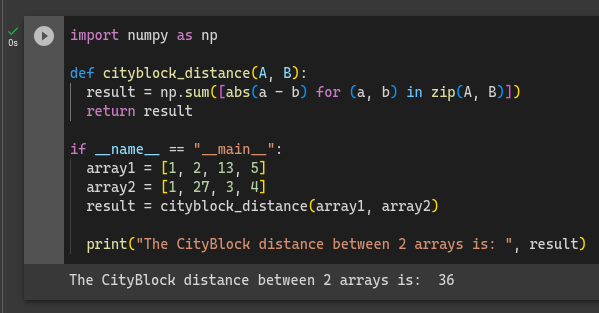 0s
import numpy as np
def cityblock_distance(A, B):
result = np.sum([abs(a - b) for (a, b) in zip(A, B)])
return result
if __name__ == "__main__":
array1 = [1, 2, 13, 5]
array2 = [1, 27, 3, 4]
result = cityblock_distance(array1, array2)
print("The CityBlock distance between 2 arrays is: ", result)
The CityBlock distance between 2 arrays is:  36